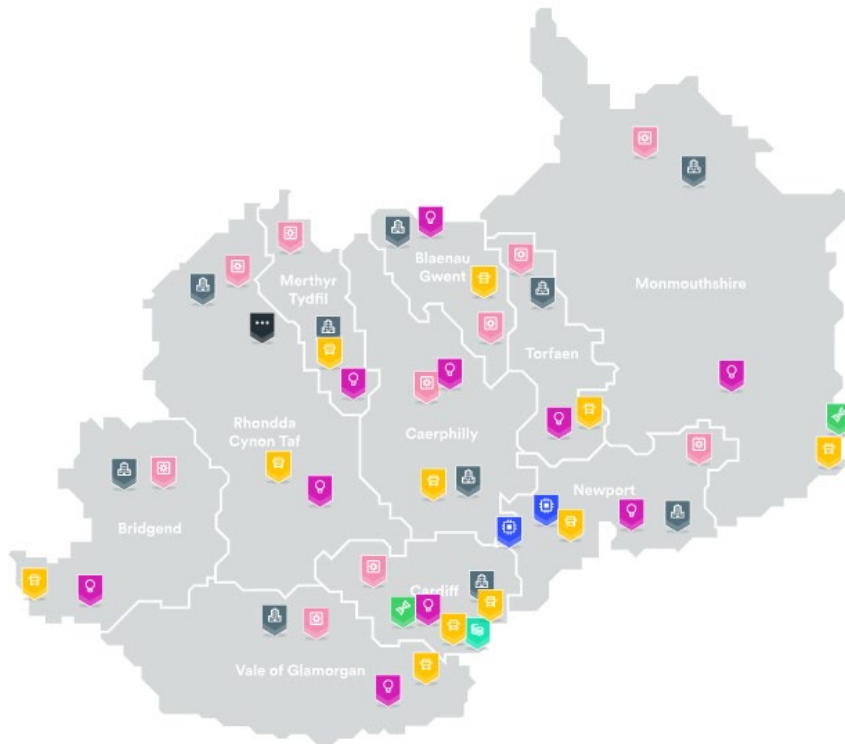 Blaenau
Gwent
Merthyr
Tydfil
Monmouthshire
Torfaen
Rhondda
Cynon Taf
Caerphilly
Newport
Bridgend
Cardiff
Vale of Glamorgan